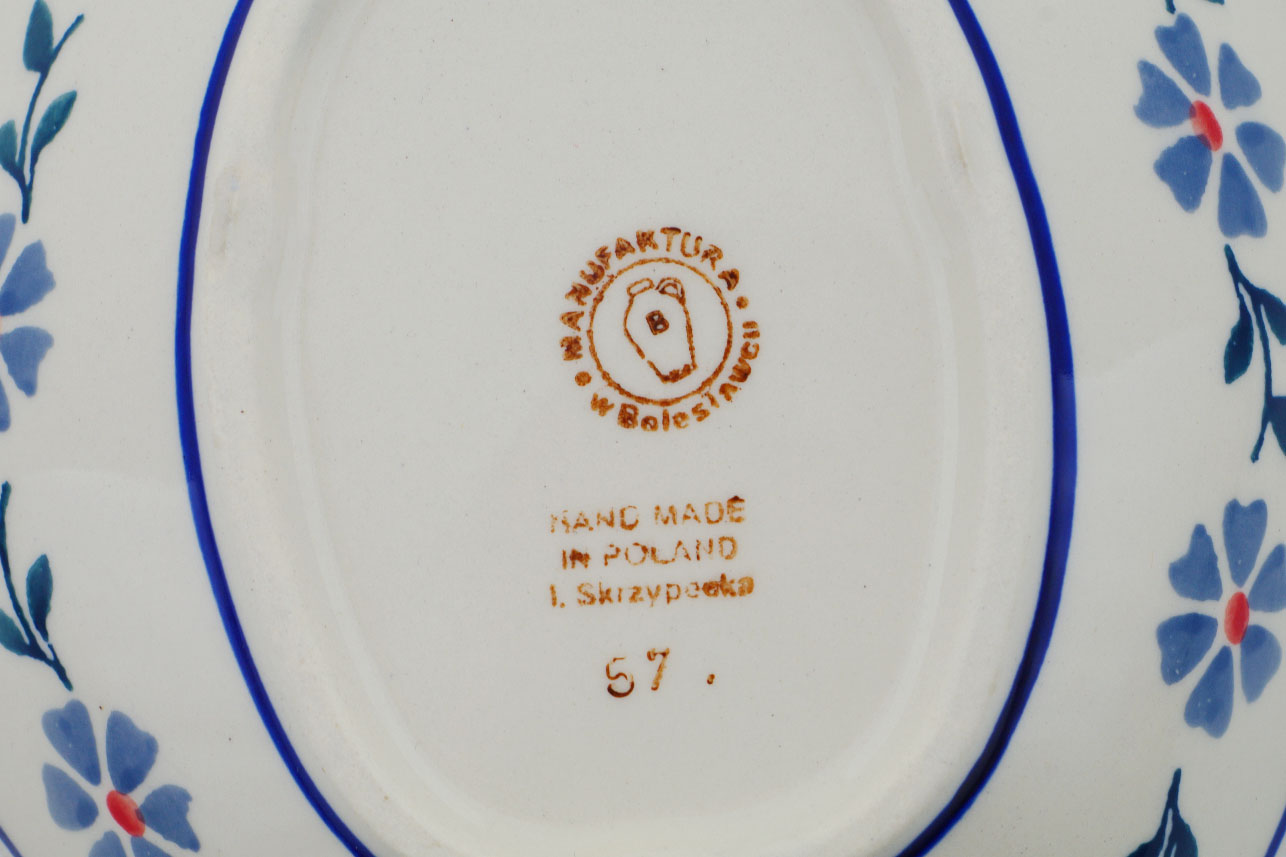 MANUFAKTURA
w Bolesławcu
B
HAND MADE
IN POLAND
I. Skrzypecka
57.